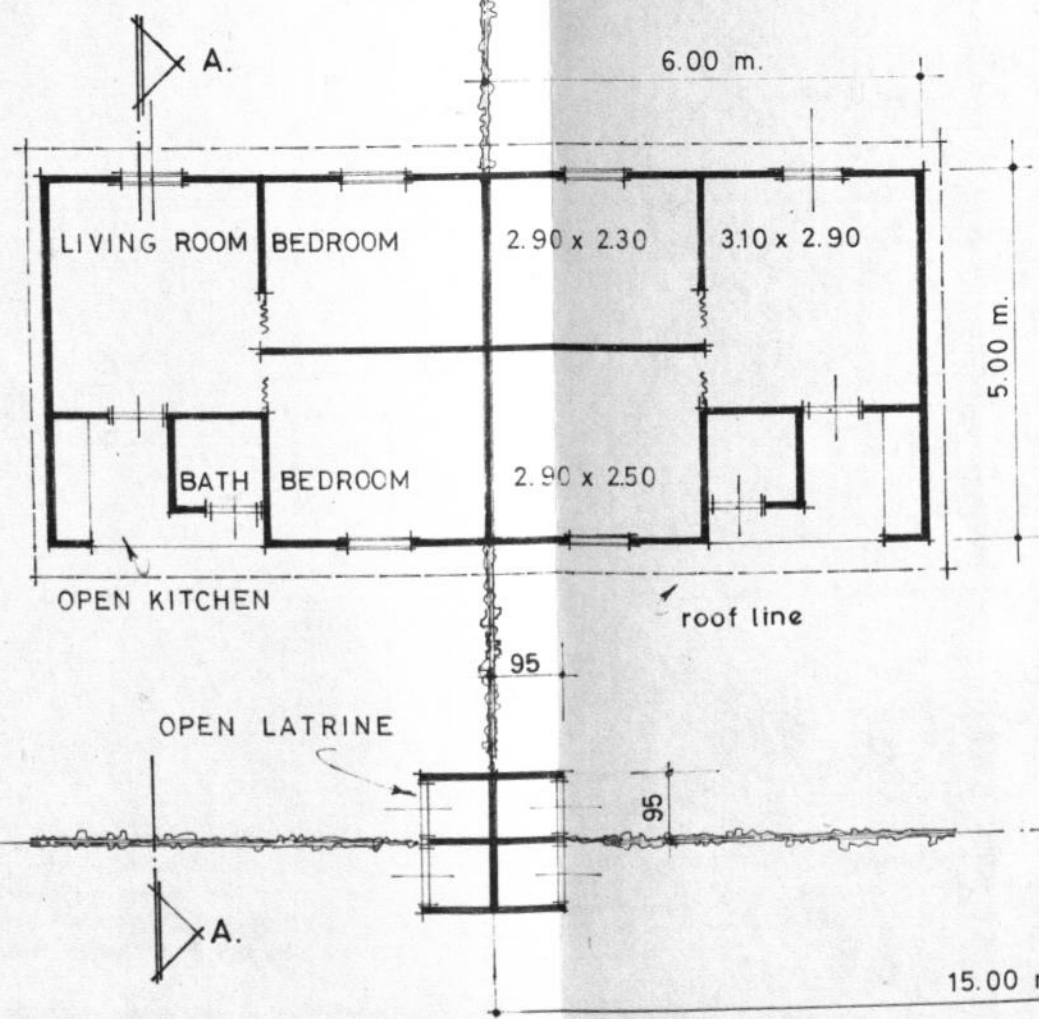 A.
6.00 m.
LIVING ROOM BEDROOM 2.90 x 2.30 3.10 x 2.90
5.00 m.
BATH BEDROOM 2.90 x 2.50
OPEN KITCHEN
roof line
95
OPEN LATRINE
95
A.
15.00